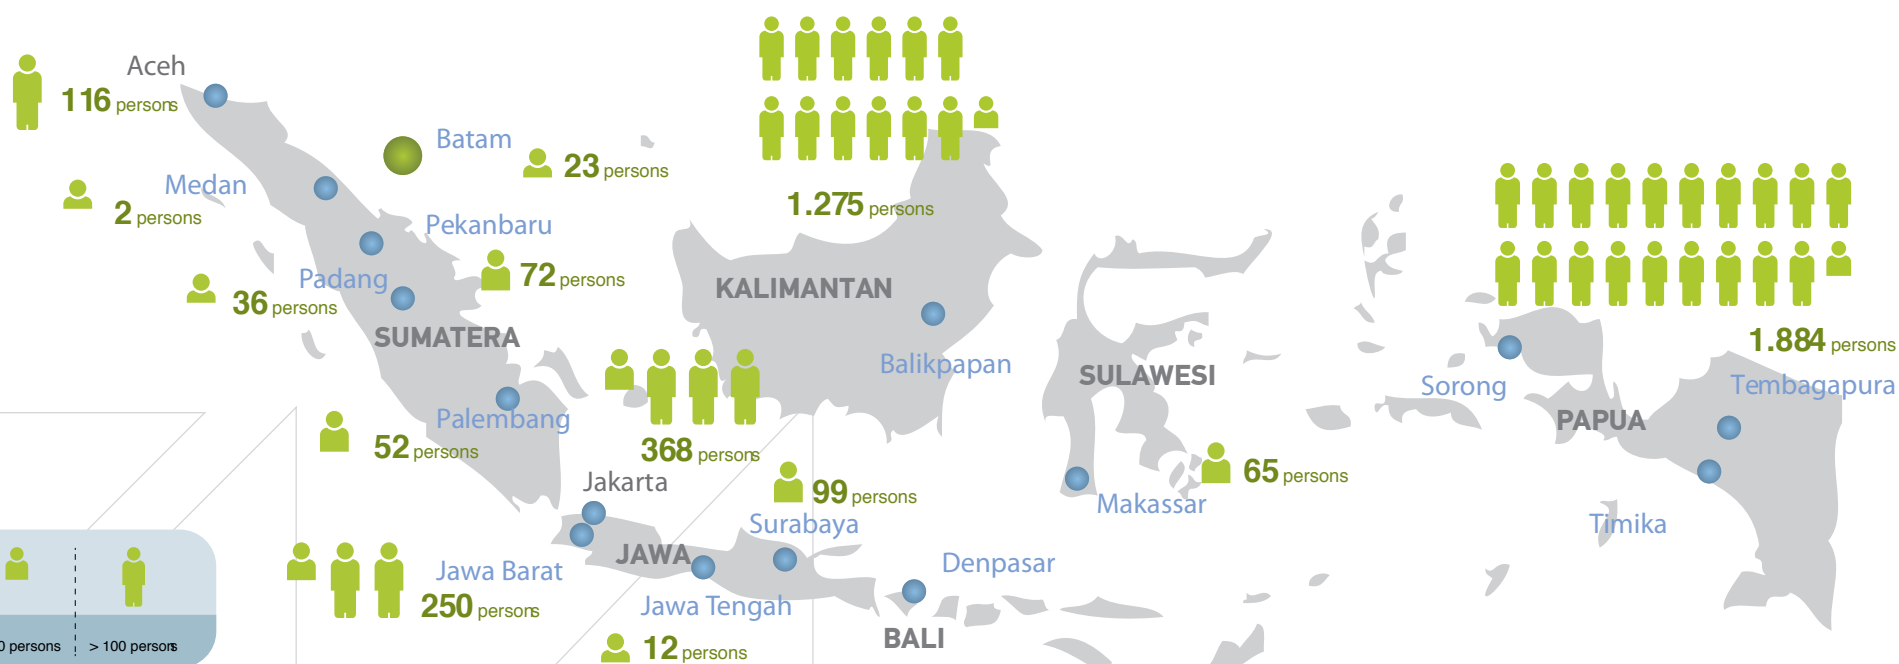 Aceh
116 persons
Batam
23 persons
Medan
2 persons
Pekanbaru
72 persons
Padang
36 persons
SUMATERA
Palembang
52 persons
1.275 persons
KALIMANTAN
Balikpapan
368 persons
Jakarta
99 persons
Surabaya
JAWA
Jawa Barat
250 persons
Jawa Tengah
12 persons
Denpasar
BALI
SULAWESI
65 persons
Makassar
1.884 persons
Sorong
Tembagapura
PAPUA
Timika
0 persons
> 100 persons